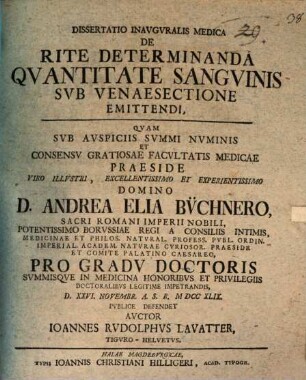 DISSERTATIO INAVGVRALIS MEDICA
DE
RITE DETERMINANDA
QVANTITATE SANGVINIS
SVB VENAESECTIONE
EMITTENDI,
QVAM
SVB AVSPICIIS SVMMI NVMINIS
ET
CONSENSV GRATIOSAE FACVLTATIS MEDICAE
PRAESIDE
VIRO ILLVSTRI, EXCELLENTISSIMO ET EXPERIENTISSIMO
DOMINO
D. ANDREA ELIA BÜCHNERO,
SACRI ROMANI IMPERII NOBILI,
POTENTISSIMO BORVSSIAE REGI A CONSILIIS INTIMIS,
MEDICINAE ET PHILOS. NATVRAL. PROFESS. PVBL. ORDIN.
IMPERIAL. ACADEM. NATVRAE CVRIOSOR. PRAESIDE
ET COMITE PALATINO CAESAREO,
PRO GRADV DOCTORIS
SVMMISQVE IN MEDICINA HONORIBVS ET PRIVILEGIIS
DOCTORALIBVS LEGITIME IMPETRANDIS,
D. XXVI. NOVEMBR. A. S. R. MDCCXLIX.
PVBLICE DEFENDET
AVCTOR
IOANNES RVDOLPHVS LAVATTER,
TIGVRO-HELVETVS.
HALAE MAGDEBVRGICAE,
TYPIS IOANNIS CHRISTIANI HILLIGERI, ACAD. TYPOGR.